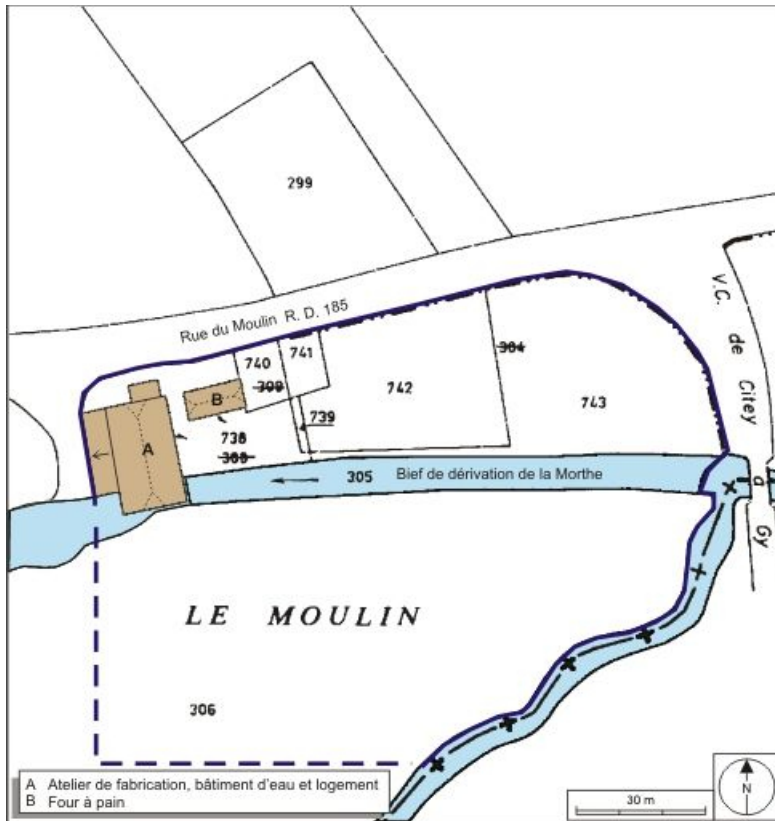 299
Rue du Moulin R. D. 185
V.C. de Citey à Gy
740
741
309
304
742
743
B
A
738
308
739
305
Bief de dérivation de la Morthe
LE MOULIN
306
A Atelier de fabrication, bâtiment d'eau et logement
B Four à pain
30 m
N